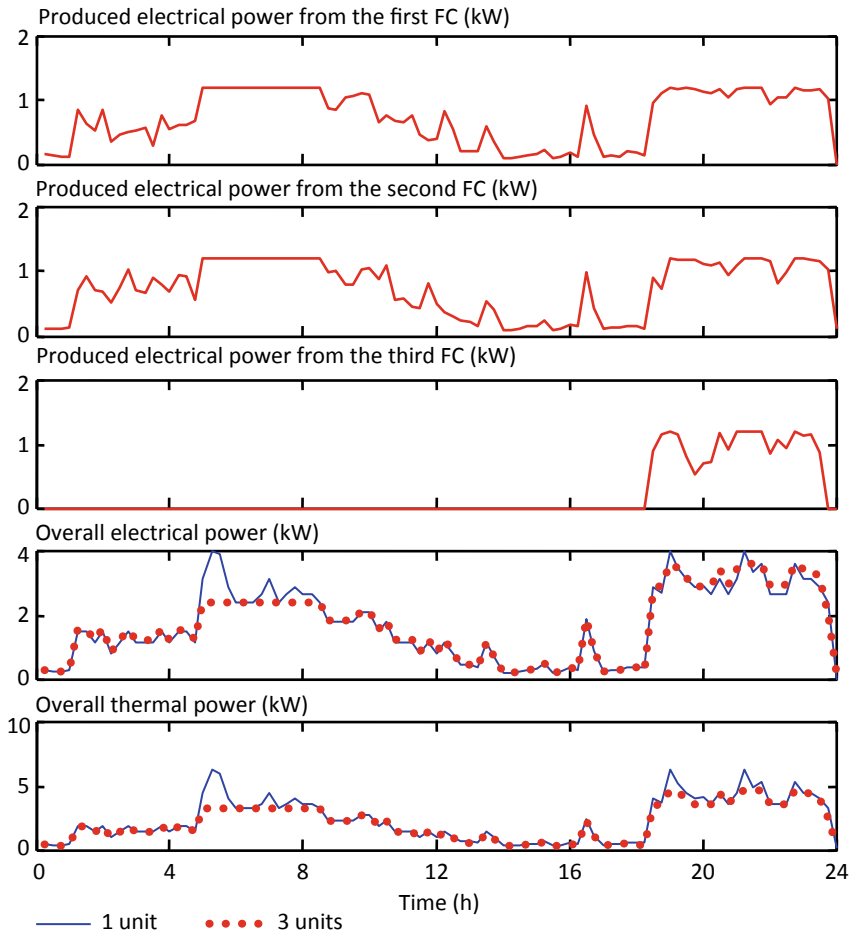 Produced electrical power from the first FC (kW)
2
1
0
Produced electrical power from the second FC (kW)
2
1
0
Produced electrical power from the third FC (kW)
2
1
0
Overall electrical power (kW)
4
2
0
Overall thermal power (kW)
10
5
0
0 4 8 12 16 20 24
Time (h)
1 unit 3 units